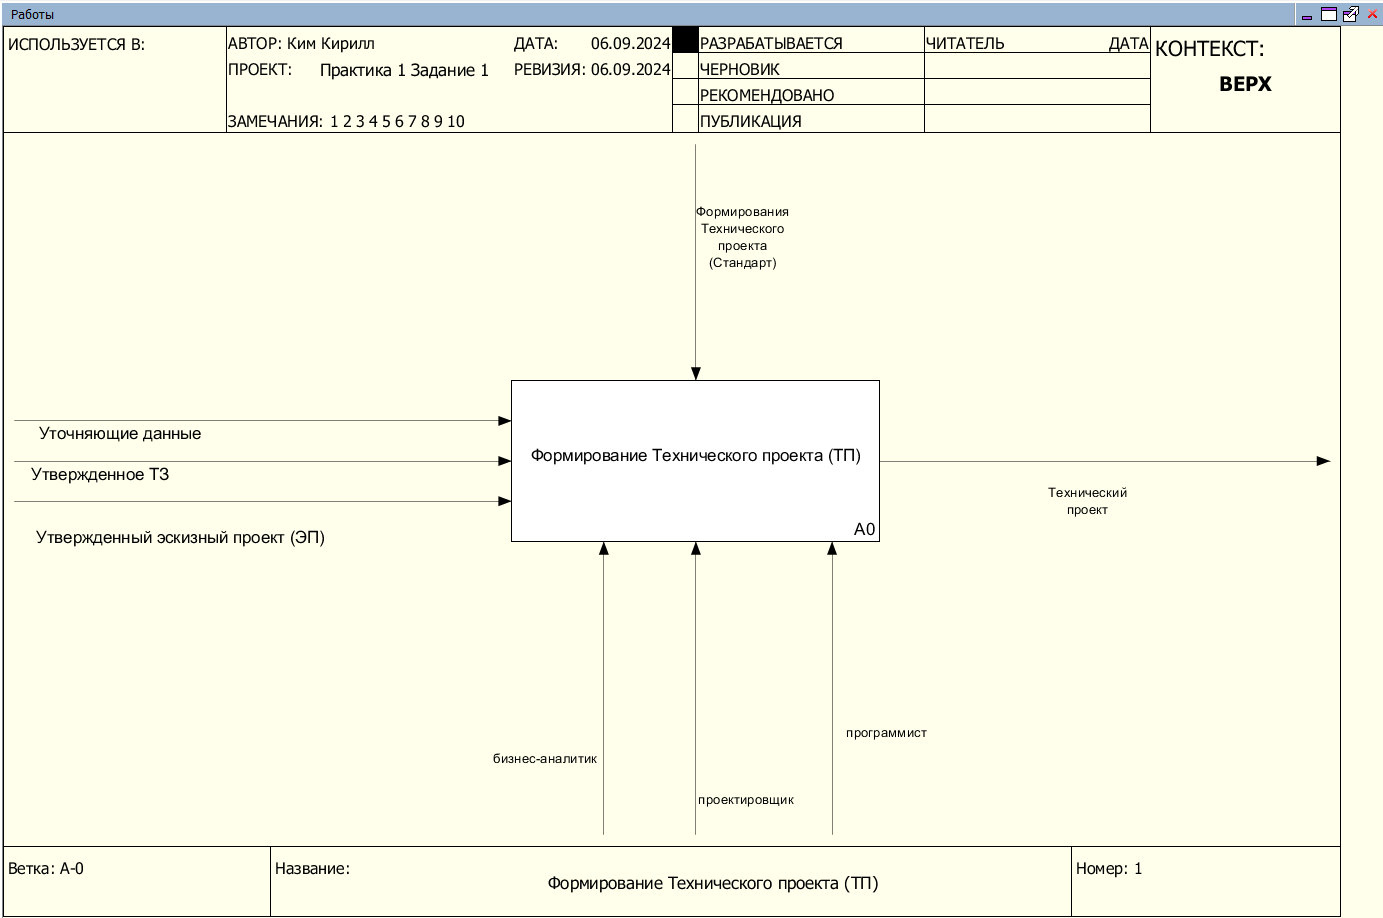 Работы
ИСПОЛЬЗУЕТСЯ В:
АВТОР: Ким Кирилл
ДАТА: 06.09.2024
ПРОЕКТ: Практика 1 Задание 1
РЕВИЗИЯ: 06.09.2024
ЗАМЕЧАНИЯ: 1 2 3 4 5 6 7 8 9 10
РАЗРАБАТЫВАЕТСЯ
ЧЕРНОВИК
РЕКОМЕНДОВАНО
ПУБЛИКАЦИЯ
ЧИТАТЕЛЬ ДАТА
КОНТЕКСТ:
ВЕРХ
Формирования
Технического
проекта
(Стандарт)
Уточняющие данные
Утвержденное ТЗ
Утвержденный эскизный проект (ЭП)
Формирование Технического проекта (ТП)
A0
Технический
проект
бизнес-аналитик
проектировщик
программист
Ветка: A-0
Название:
Формирование Технического проекта (ТП)
Номер: 1